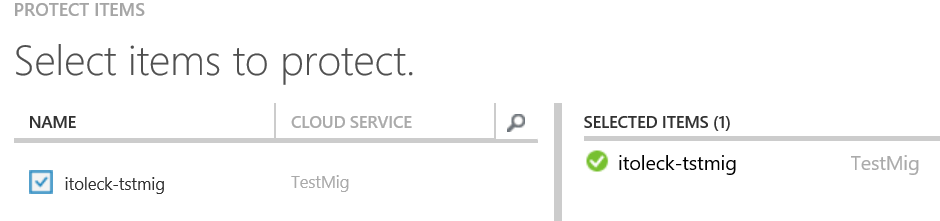 PROTECT ITEMS
Select items to protect.
NAME CLOUD SERVICE
itoleck-tstmig TestMig
SELECTED ITEMS (1)
itoleck-tstmig TestMig